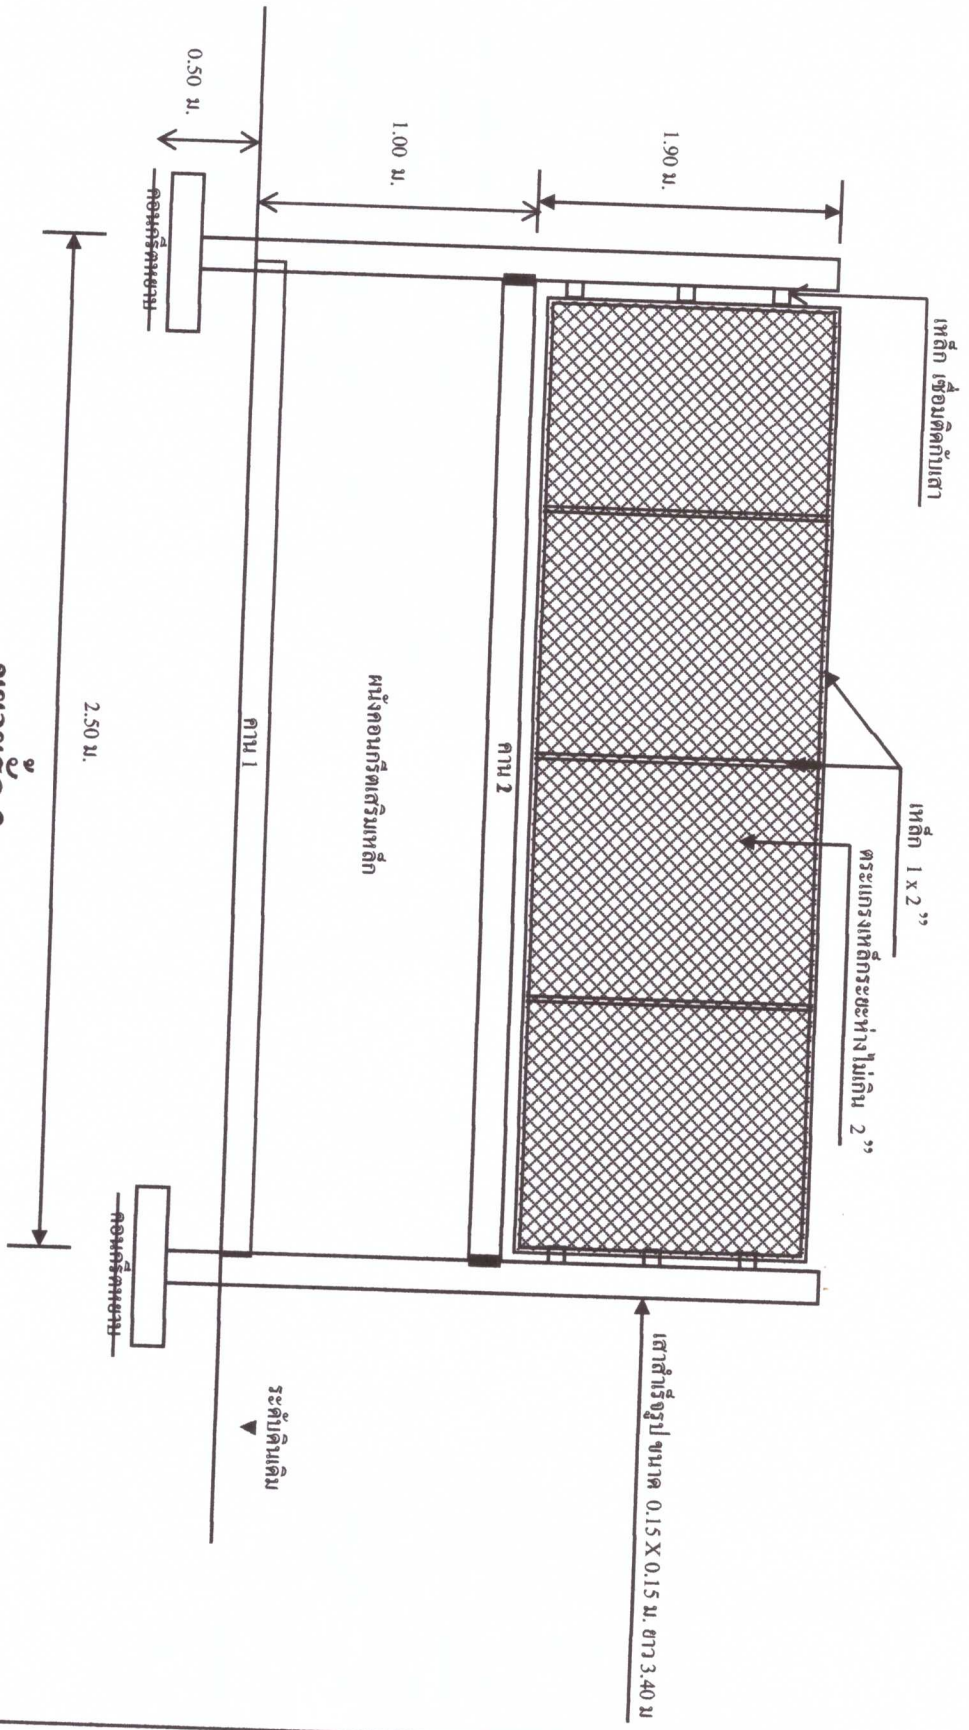 เหล็ก เชื่อมติดกับเสา
เหล็ก 1 x 2 ”
ตระแกรงเหล็กระยะห่างไม่เกิน 2 ”
1.90 ม.
1.00 ม.
0.50 ม.
คาน 2
ผนังคอนกรีตเสริมเหล็ก
คาน 1
เสาสำเร็จรูป ขนาด 0.15 X 0.15 ม. ยาว 3.40 ม
ระดับดินเดิม
คอนกรีตหยาบ
คอนกรีตหยาบ
2.50 ม.